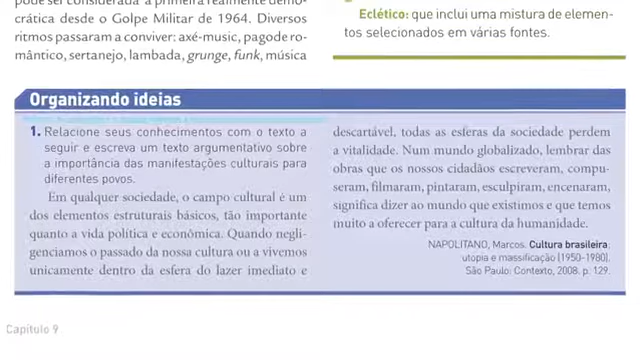 pode ser considerada a primeira realmente demo-
crática desde o Golpe Militar de 1964. Diversos
ritmos passaram a conviver: axé-music, pagode ro-
mântico, sertanejo, lambada, grunge, funk, música
Eclético: que inclui uma mistura de elemen-
tos selecionados em várias fontes.
Organizando ideias
1. Relacione seus conhecimentos com o texto a
seguir e escreva um texto argumentativo sobre
a importância das manifestações culturais para
diferentes povos.
Em qualquer sociedade, o campo cultural é um
dos elementos estruturais básicos, tão importante
quanto a vida política e econômica. Quando negli-
genciamos o passado da nossa cultura ou a vivemos
unicamente dentro da esfera do lazer imediato e
descartável, todas as esferas da sociedade perdem
a vitalidade. Num mundo globalizado, lembrar das
obras que os nossos cidadãos escreveram, compu-
seram, filmaram, pintaram, esculpiram, encenaram,
significa dizer ao mundo que existimos e que temos
muito a oferecer para a cultura da humanidade.
NAPOLITANO, Marcos. Cultura brasileira:
utopia e massificação (1950-1980).
São Paulo: Contexto, 2008. p. 129.
Capítulo 9